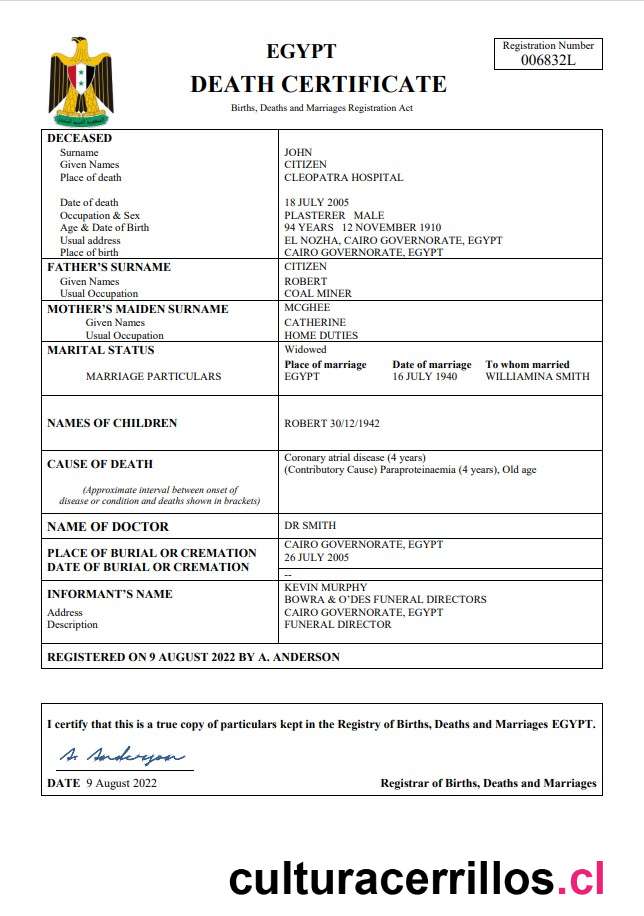 EGYPT
DEATH CERTIFICATE
Births, Deaths and Marriages Registration Act
Registration Number
006832L
DECEASED
Surname JOHN
Given Names CITIZEN
Place of death CLEOPATRA HOSPITAL
Date of death 18 JULY 2005
Occupation & Sex PLASTERER MALE
Age & Date of Birth 94 YEARS 12 NOVEMBER 1910
Usual address EL NOZHA, CAIRO GOVERNORATE, EGYPT
Place of birth CAIRO GOVERNORATE, EGYPT
FATHER'S SURNAME CITIZEN
Given Names ROBERT
Usual Occupation COAL MINER
MOTHER'S MAIDEN SURNAME MCGHEE
Given Names CATHERINE
Usual Occupation HOME DUTIES
MARITAL STATUS Widowed
Place of marriage Date of marriage To whom married
MARRIAGE PARTICULARS EGYPT 16 JULY 1940 WILLIAMINA SMITH
NAMES OF CHILDREN ROBERT 30/12/1942
CAUSE OF DEATH Coronary atrial disease (4 years)
(Contributory Cause) Paraproteinaemia (4 years), Old age
(Approximate interval between onset of
disease or condition and deaths shown in brackets)
NAME OF DOCTOR DR SMITH
PLACE OF BURIAL OR CREMATION CAIRO GOVERNORATE, EGYPT
DATE OF BURIAL OR CREMATION 26 JULY 2005
--
INFORMANT'S NAME KEVIN MURPHY
BOWRA & O'DES FUNERAL DIRECTORS
Address CAIRO GOVERNORATE, EGYPT
Description FUNERAL DIRECTOR
REGISTERED ON 9 AUGUST 2022 BY A. ANDERSON
I certify that this is a true copy of particulars kept in the Registry of Births, Deaths and Marriages EGYPT.
A. Anderson
DATE 9 August 2022 Registrar of Births, Deaths and Marriages
culturacerrillos.cl